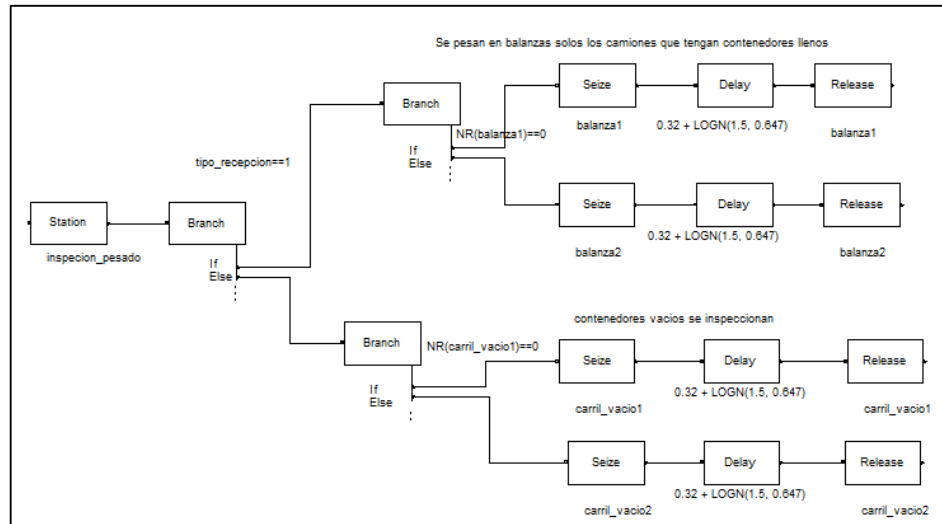 Se pesan en balanzas solos los camiones que tengan contenedores llenos
Branch
Seize
Delay
Release
NR(balanza1)==0
balanza1
0.32 + LOGN(1.5, 0.647)
balanza1
If
Else
tipo_recepcion==1
Station
Branch
Seize
Delay
Release
inspecion_pesado
balanza2
0.32 + LOGN(1.5, 0.647)
balanza2
If
Else
contenedores vacios se inspeccionan
Branch
NR(carril_vacio1)==0
Seize
Delay
Release
If
Else
carril_vacio1
0.32 + LOGN(1.5, 0.647)
carril_vacio1
Seize
Delay
Release
carril_vacio2
0.32 + LOGN(1.5, 0.647)
carril_vacio2